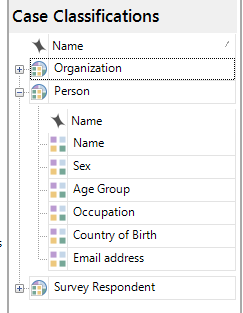 Case Classifications
Name
Organization
Person
Name
Name
Sex
Age Group
Occupation
Country of Birth
Email address
Survey Respondent